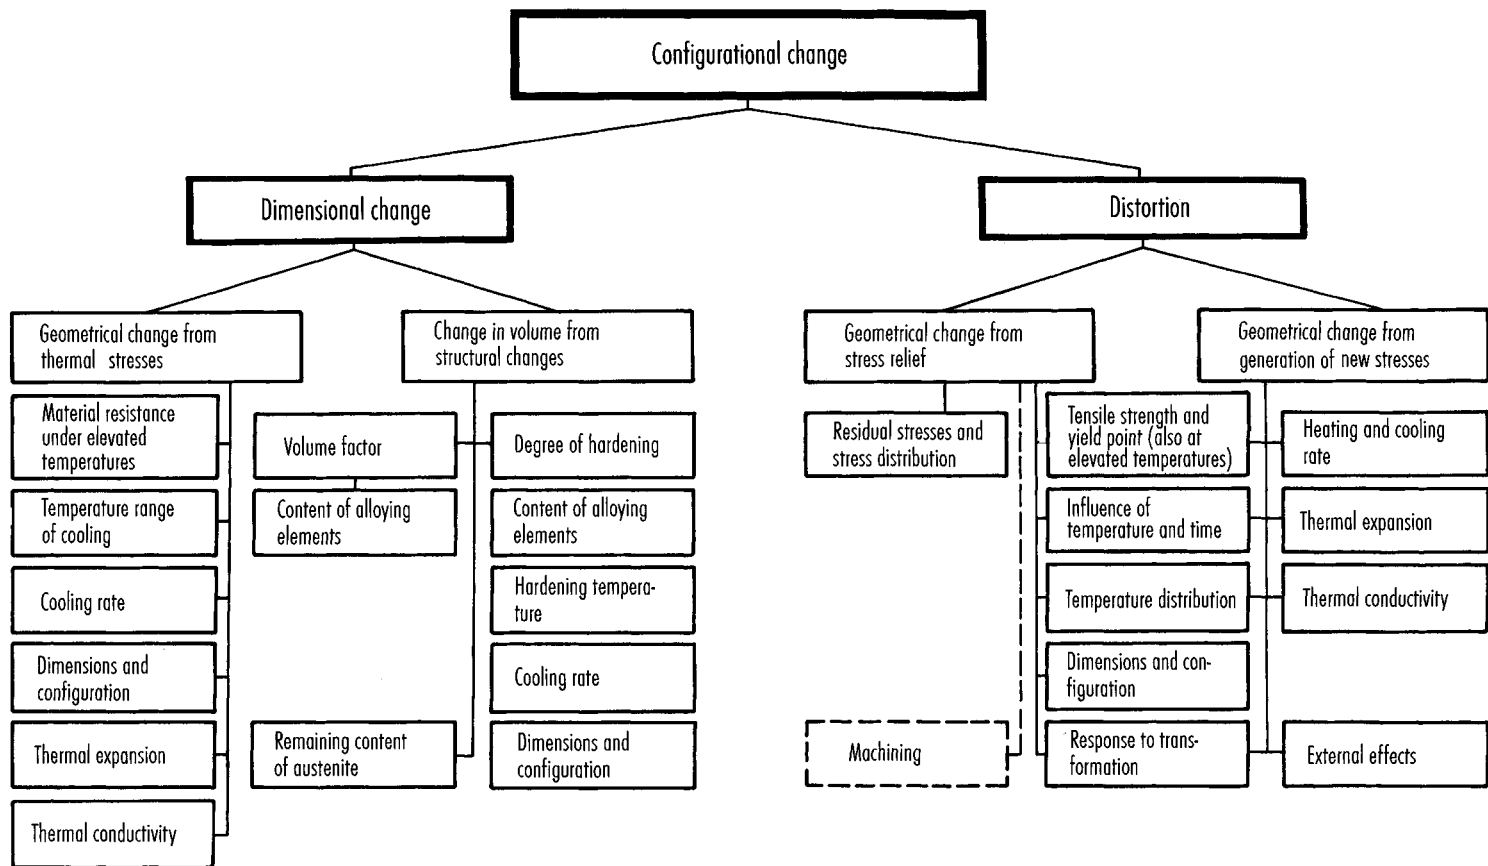 Configurational change
Dimensional change
Distortion
Geometrical change from
thermal stresses
Change in volume from
structural changes
Geometrical change from
stress relief
Geometrical change from
generation of new stresses
Material resistance
under elevated
temperatures
Temperature range
of cooling
Cooling rate
Dimensions and
configuration
Thermal expansion
Thermal conductivity
Volume factor
Content of alloying
elements
Remaining content
of austenite
Degree of hardening
Content of alloying
elements
Hardening tempera-
ture
Cooling rate
Dimensions and
configuration
Residual stresses and
stress distribution
Machining
Tensile strength and
yield point (also at
elevated temperatures)
Influence of
temperature and time
Temperature distribution
Dimensions and con-
figuration
Response to trans-
formation
Heating and cooling
rate
Thermal expansion
Thermal conductivity
External effects